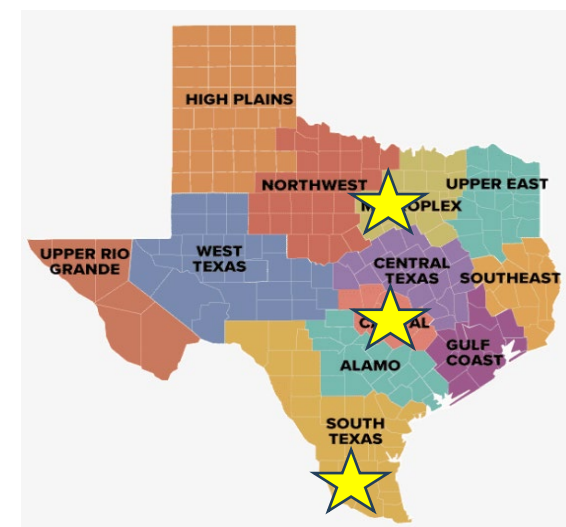 HIGH PLAINS
NORTHWEST
UPPER EAST
UPPER RIO
GRANDE
WEST
TEXAS
CENTRAL
TEXAS
SOUTHEAST
GULF
COAST
ALAMO
SOUTH
TEXAS